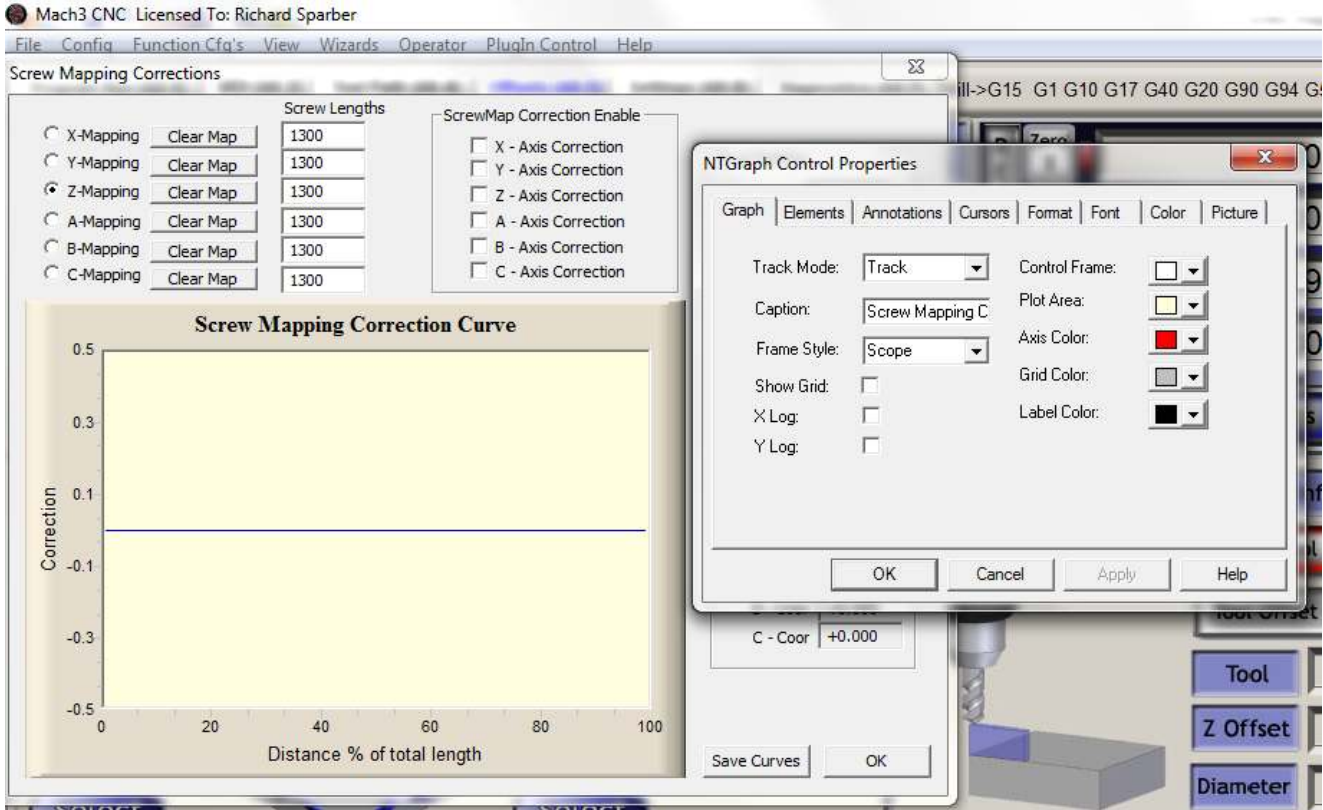 Mach3 CNC Licensed To: Richard Sparber
File Config Function Cfg's View Wizards Operator PlugIn Control Help
Screw Mapping Corrections
ill->G15 G1 G10 G17 G40 G20 G90 G94
Screw Lengths
X-Mapping Clear Map 1300
Y-Mapping Clear Map 1300
Z-Mapping Clear Map 1300
A-Mapping Clear Map 1300
B-Mapping Clear Map 1300
C-Mapping Clear Map 1300
ScrewMap Correction Enable
X - Axis Correction
Y - Axis Correction
Z - Axis Correction
A - Axis Correction
B - Axis Correction
C - Axis Correction
Zero
NTGraph Control Properties
Graph Elements Annotations Cursors Format Font Color Picture
Track Mode: Track
Caption: Screw Mapping C
Frame Style: Scope
Show Grid:
X Log:
Y Log:
Control Frame:
Plot Area:
Axis Color:
Grid Color:
Label Color:
OK Cancel Apply Help
Screw Mapping Correction Curve
0.5
0.3
0.1
-0.1
-0.3
-0.5
Correction
0 20 40 60 80 100
Distance % of total length
C - Coor +0.000
Save Curves OK
Tool Offset
Tool
Z Offset
Diameter